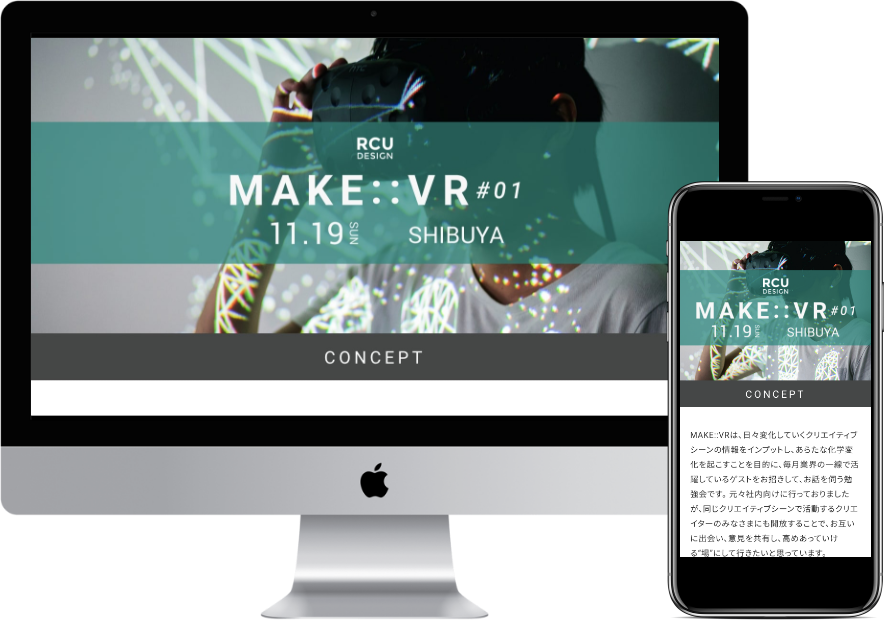 RCU
DESIGN
MAKE::VR #01
11.19 SUN SHIBUYA
CONCEPT
RCU
DESIGN
MAKE::VR #01
11.19 SUN SHIBUYA
CONCEPT
MAKE::VRは、日々変化していくクリエイティブ
シーンの情報をインプットし、あらたな化学変
化を起こすことを目的に、毎月業界の一線で活
躍しているゲストをお招きして、お話を伺う勉
強会です。 元々社内向けに行っておりました
が、同じクリエイティブシーンで活動するクリエ
イターのみなさまにも開放することで、お互い
に出会い、意見を共有し、高めあっていけ
る“場”にして行きたいと思っています。